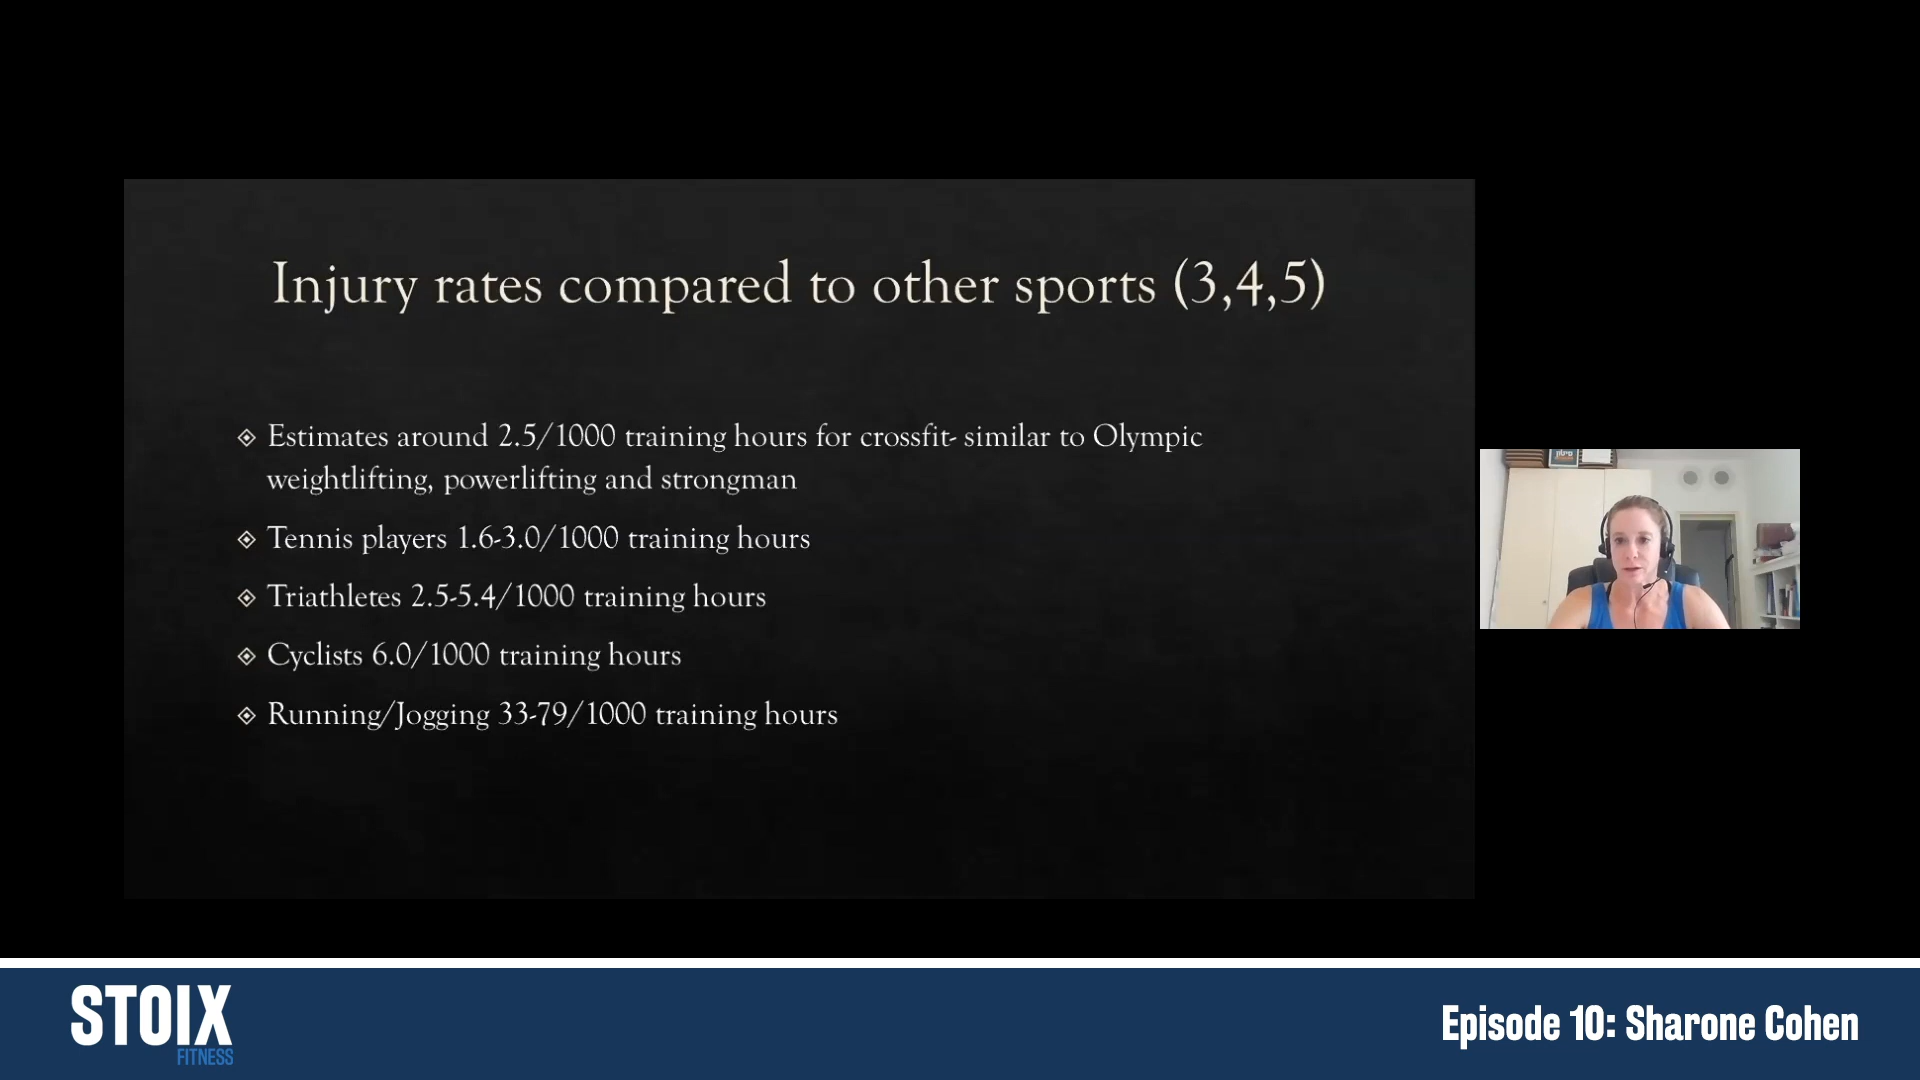 Injury rates compared to other sports (3,4,5)
Estimates around 2.5/1000 training hours for crossfit- similar to Olympic
weightlifting, powerlifting and strongman
Tennis players 1.6-3.0/1000 training hours
Triathletes 2.5-5.4/1000 training hours
Cyclists 6.0/1000 training hours
Running/Jogging 33-79/1000 training hours
STOIX
FITNESS
Episode 10: Sharone Cohen